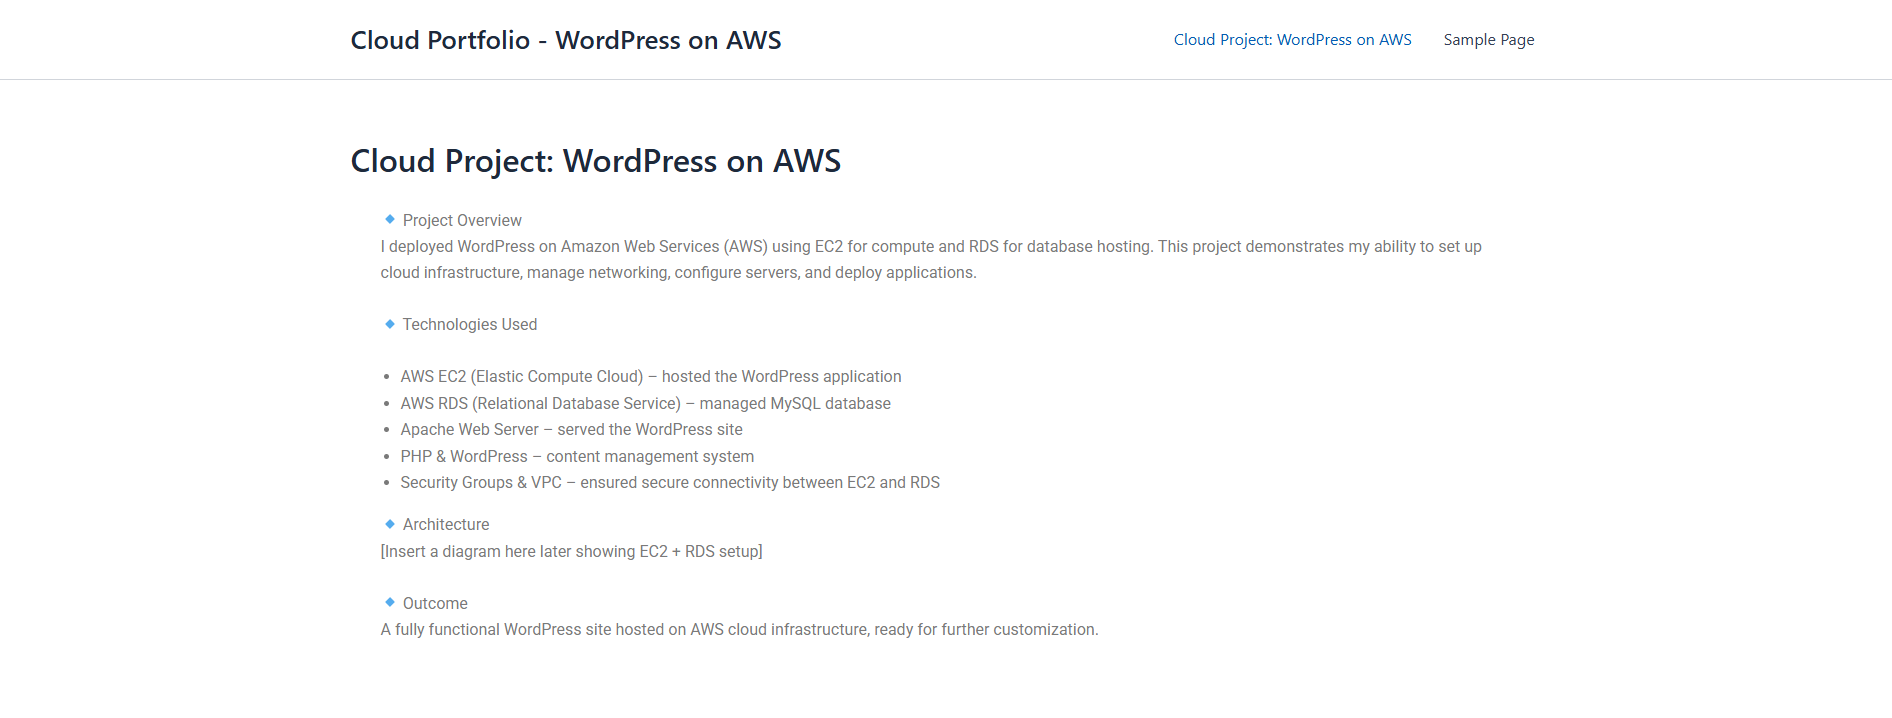 Cloud Portfolio - WordPress on AWS
Cloud Project: WordPress on AWS
Sample Page
Cloud Project: WordPress on AWS
Project Overview
I deployed WordPress on Amazon Web Services (AWS) using EC2 for compute and RDS for database hosting. This project demonstrates my ability to set up
cloud infrastructure, manage networking, configure servers, and deploy applications.
Technologies Used
• AWS EC2 (Elastic Compute Cloud) – hosted the WordPress application
• AWS RDS (Relational Database Service) – managed MySQL database
• Apache Web Server – served the WordPress site
• PHP & WordPress – content management system
• Security Groups & VPC – ensured secure connectivity between EC2 and RDS
Architecture
[Insert a diagram here later showing EC2 + RDS setup]
Outcome
A fully functional WordPress site hosted on AWS cloud infrastructure, ready for further customization.